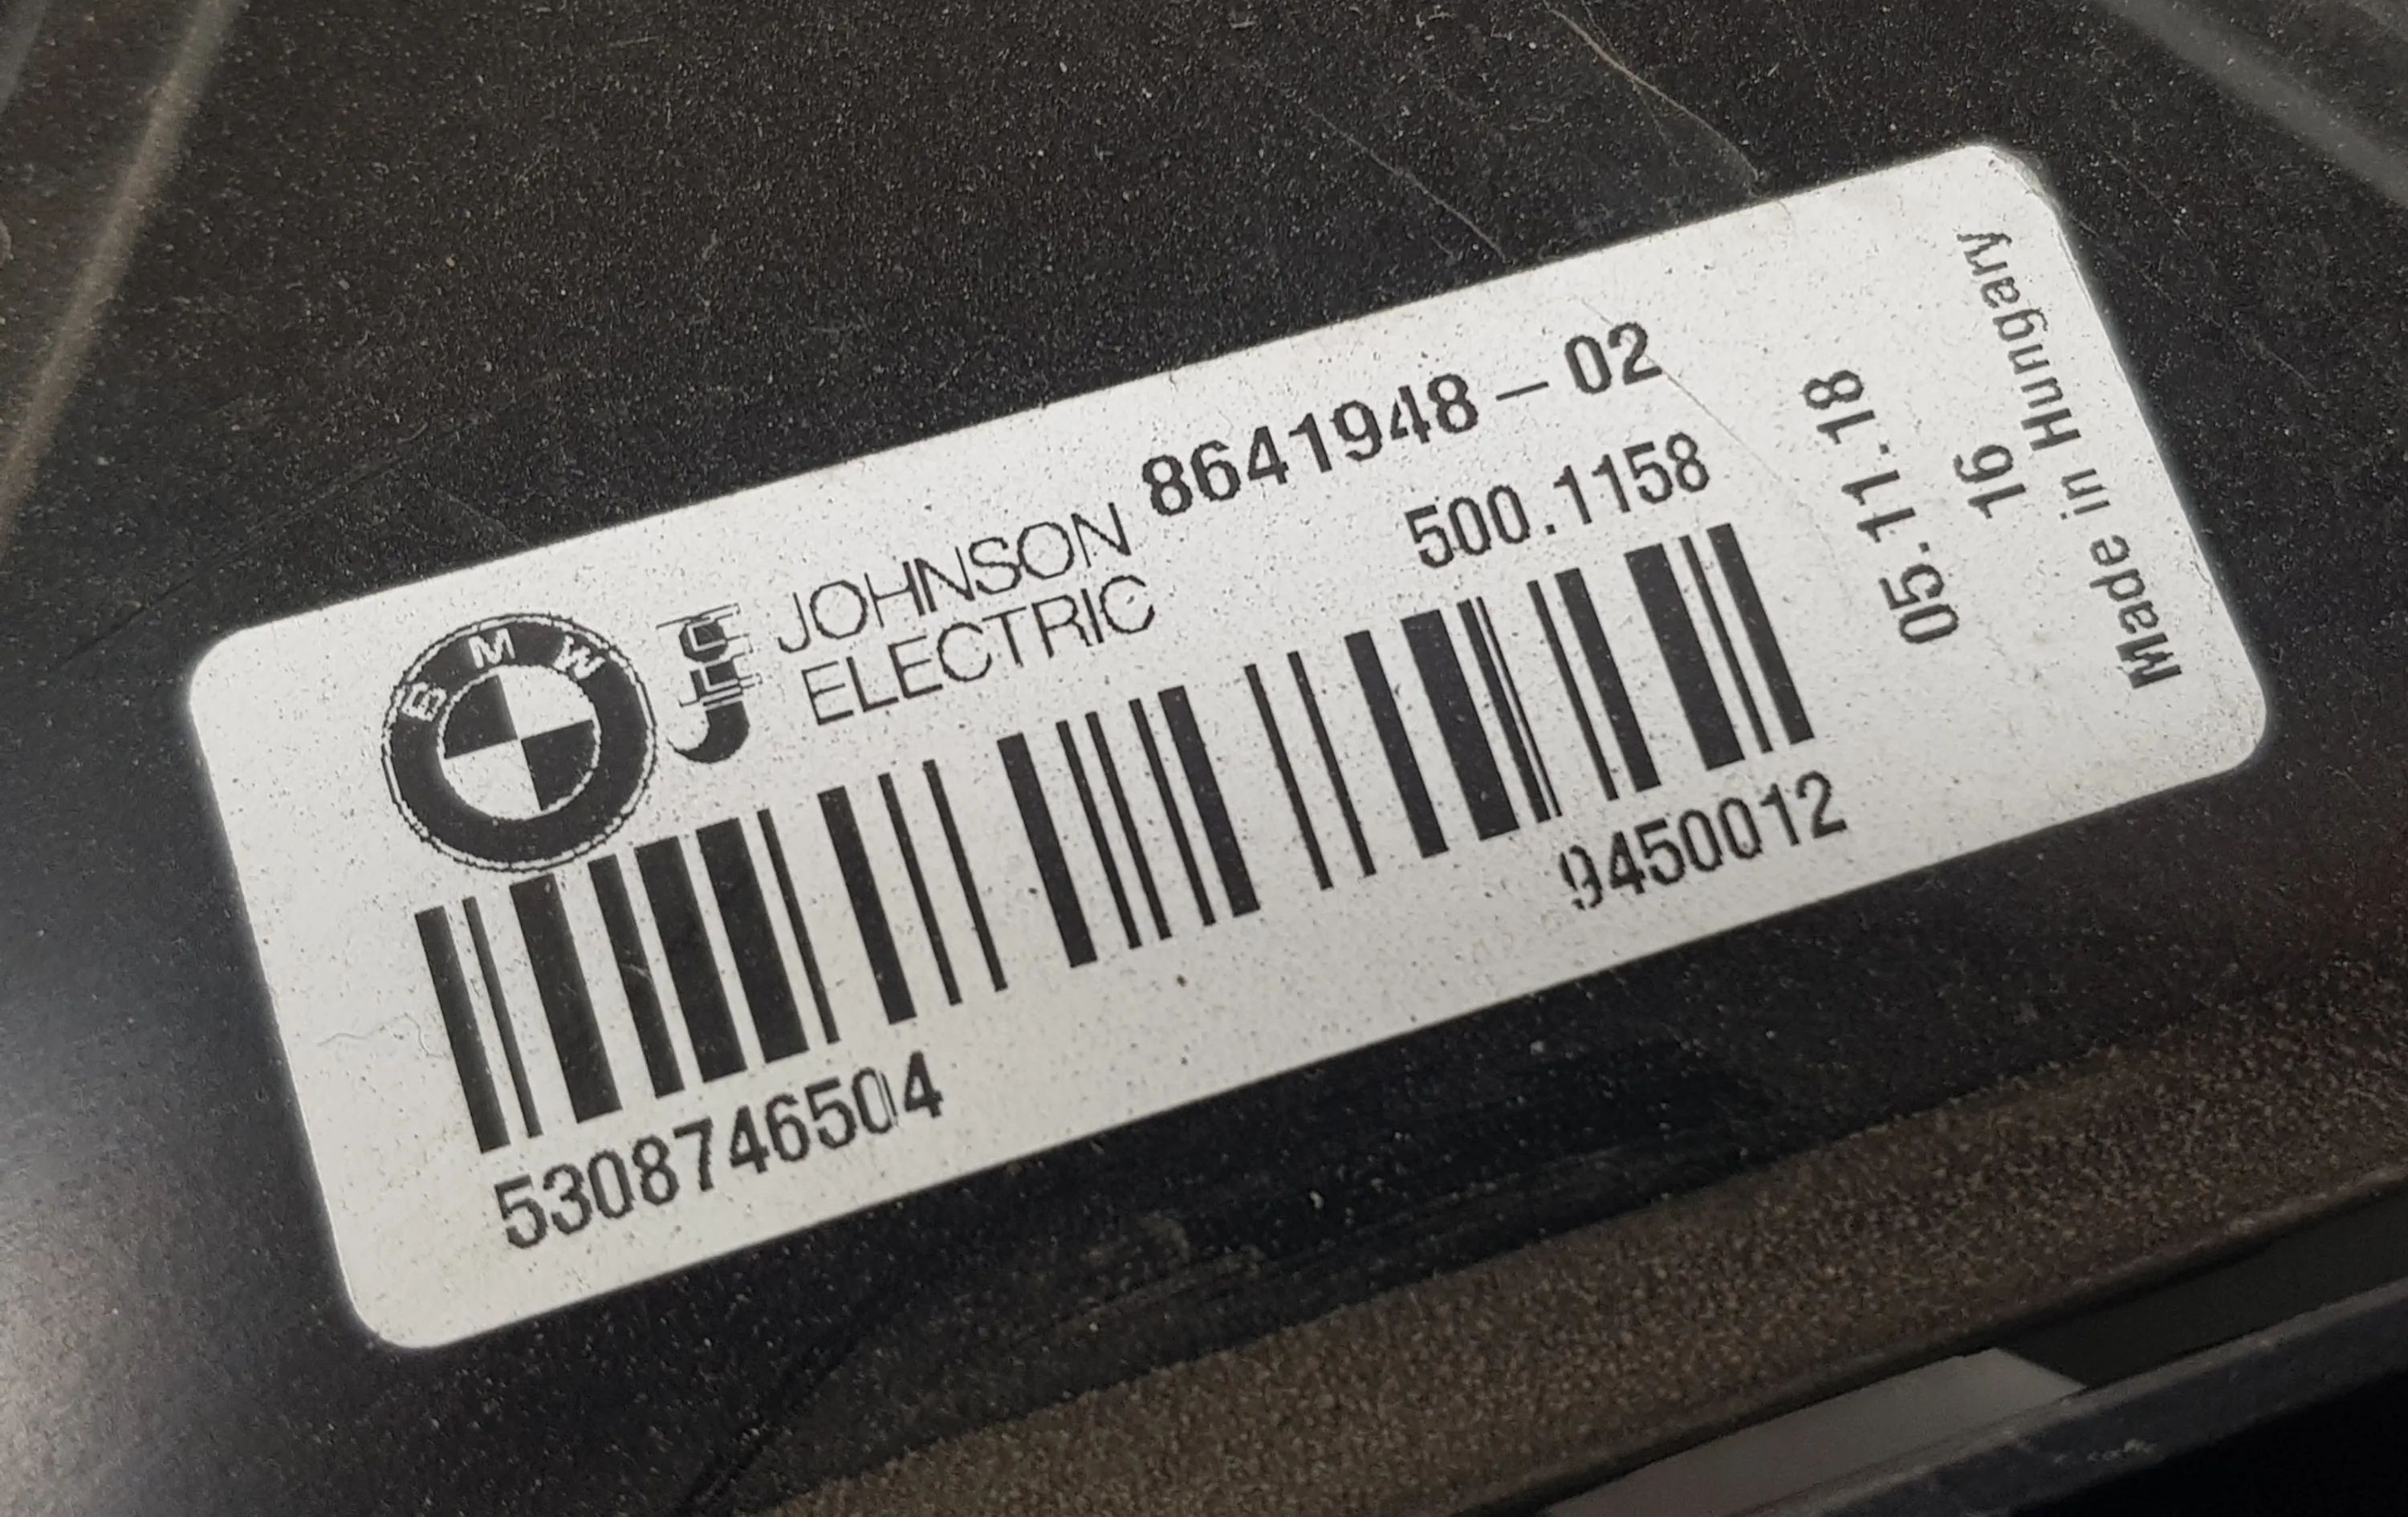 BMW
JOHNSON
ELECTRIC
8641948-02
500.1158
5308746504
9450012
05.11.18
16
Made in Hungary